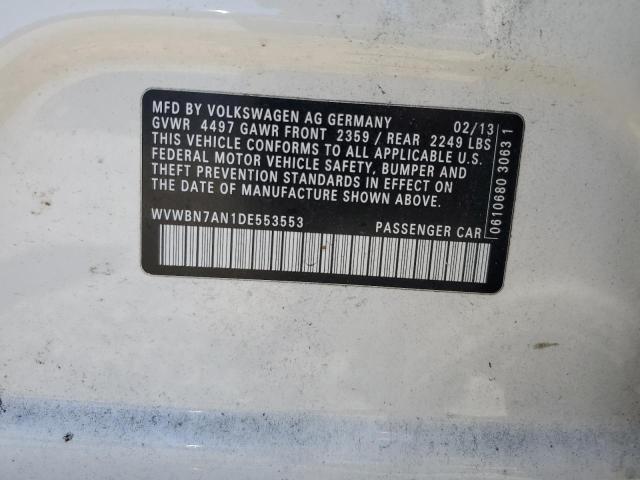 MFD BY VOLKSWAGEN AG GERMANY 02/13
GVWR 4497 GAWR FRONT 2359 / REAR 2249 LBS
THIS VEHICLE CONFORMS TO ALL APPLICABLE U.S.
FEDERAL MOTOR VEHICLE SAFETY, BUMPER AND
THEFT PREVENTION STANDARDS IN EFFECT ON
THE DATE OF MANUFACTURE SHOWN ABOVE.
WVWBN7AN1DE553553 PASSENGER CAR
0610680 30631